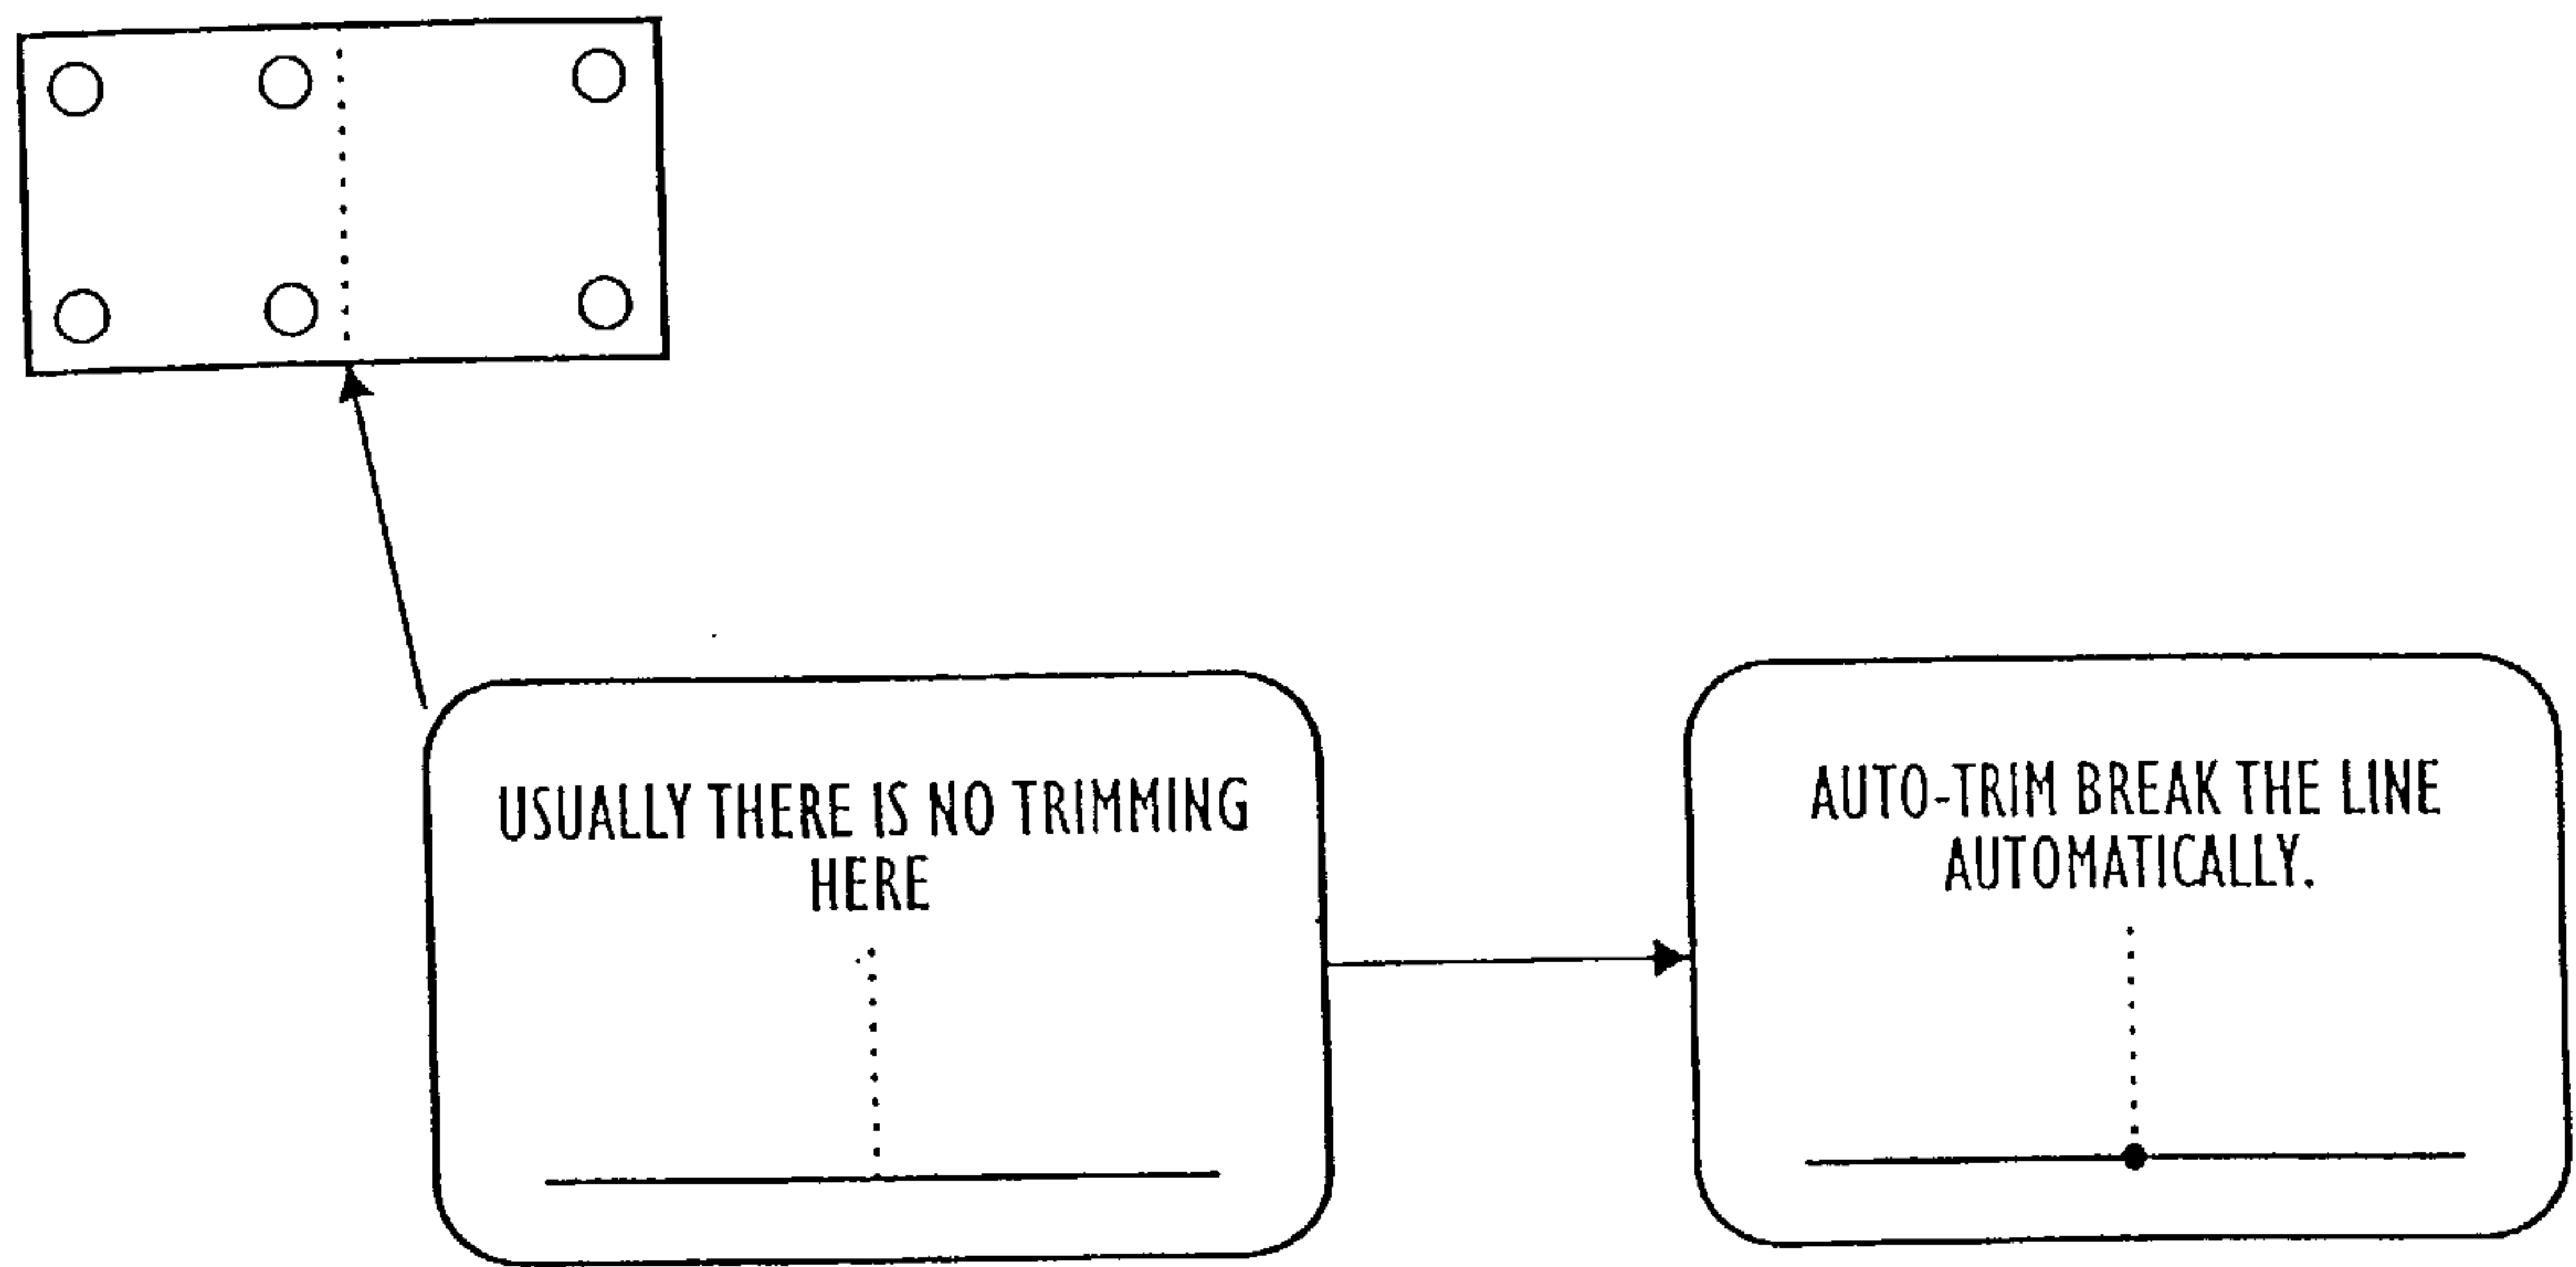 USUALLY THERE IS NO TRIMMING
HERE
AUTO-TRIM BREAK THE LINE
AUTOMATICALLY.